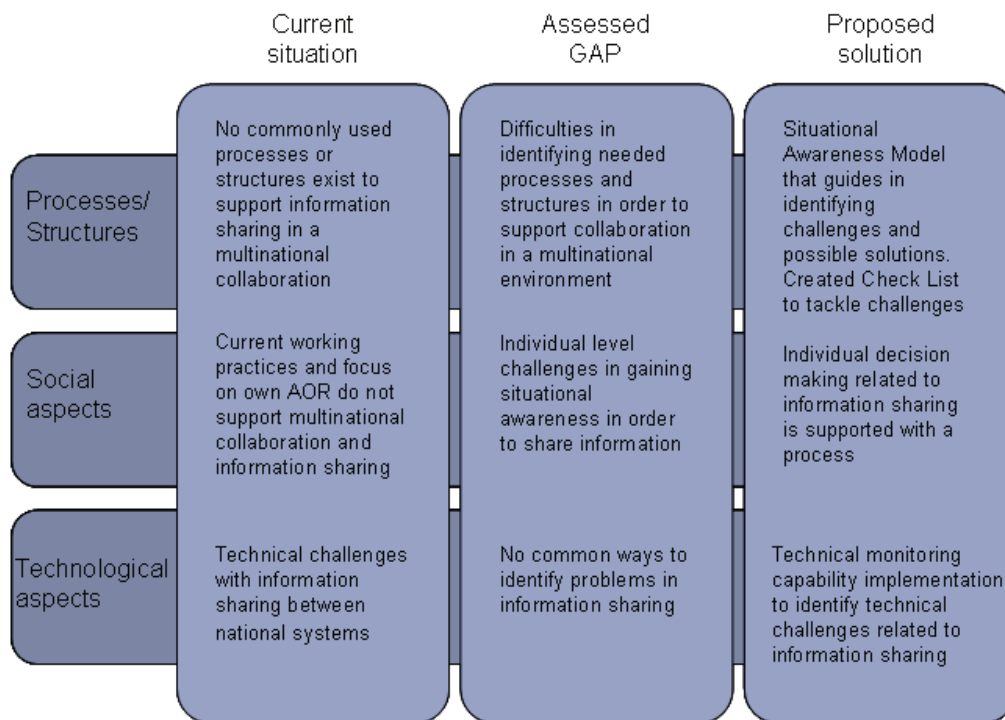 Current
situation
Assessed
GAP
Proposed
solution
Processes/
Structures
No commonly used
processes or
structures exist to
support information
sharing in a
multinational
collaboration
Difficulties in
identifying needed
processes and
structures in order to
support collaboration
in a multinational
environment
Situational
Awareness Model
that guides in
identifying
challenges and
possible solutions.
Created Check List
to tackle challenges
Social
aspects
Current working
practices and focus
on own AOR do not
support multinational
collaboration and
information sharing
Individual level
challenges in gaining
situational
awareness in order
to share information
Individual decision
making related to
information sharing
is supported with a
process
Technological
aspects
Technical challenges
with information
sharing between
national systems
No common ways to
identify problems in
information sharing
Technical monitoring
capability implementation
to identify technical
challenges related to
information sharing